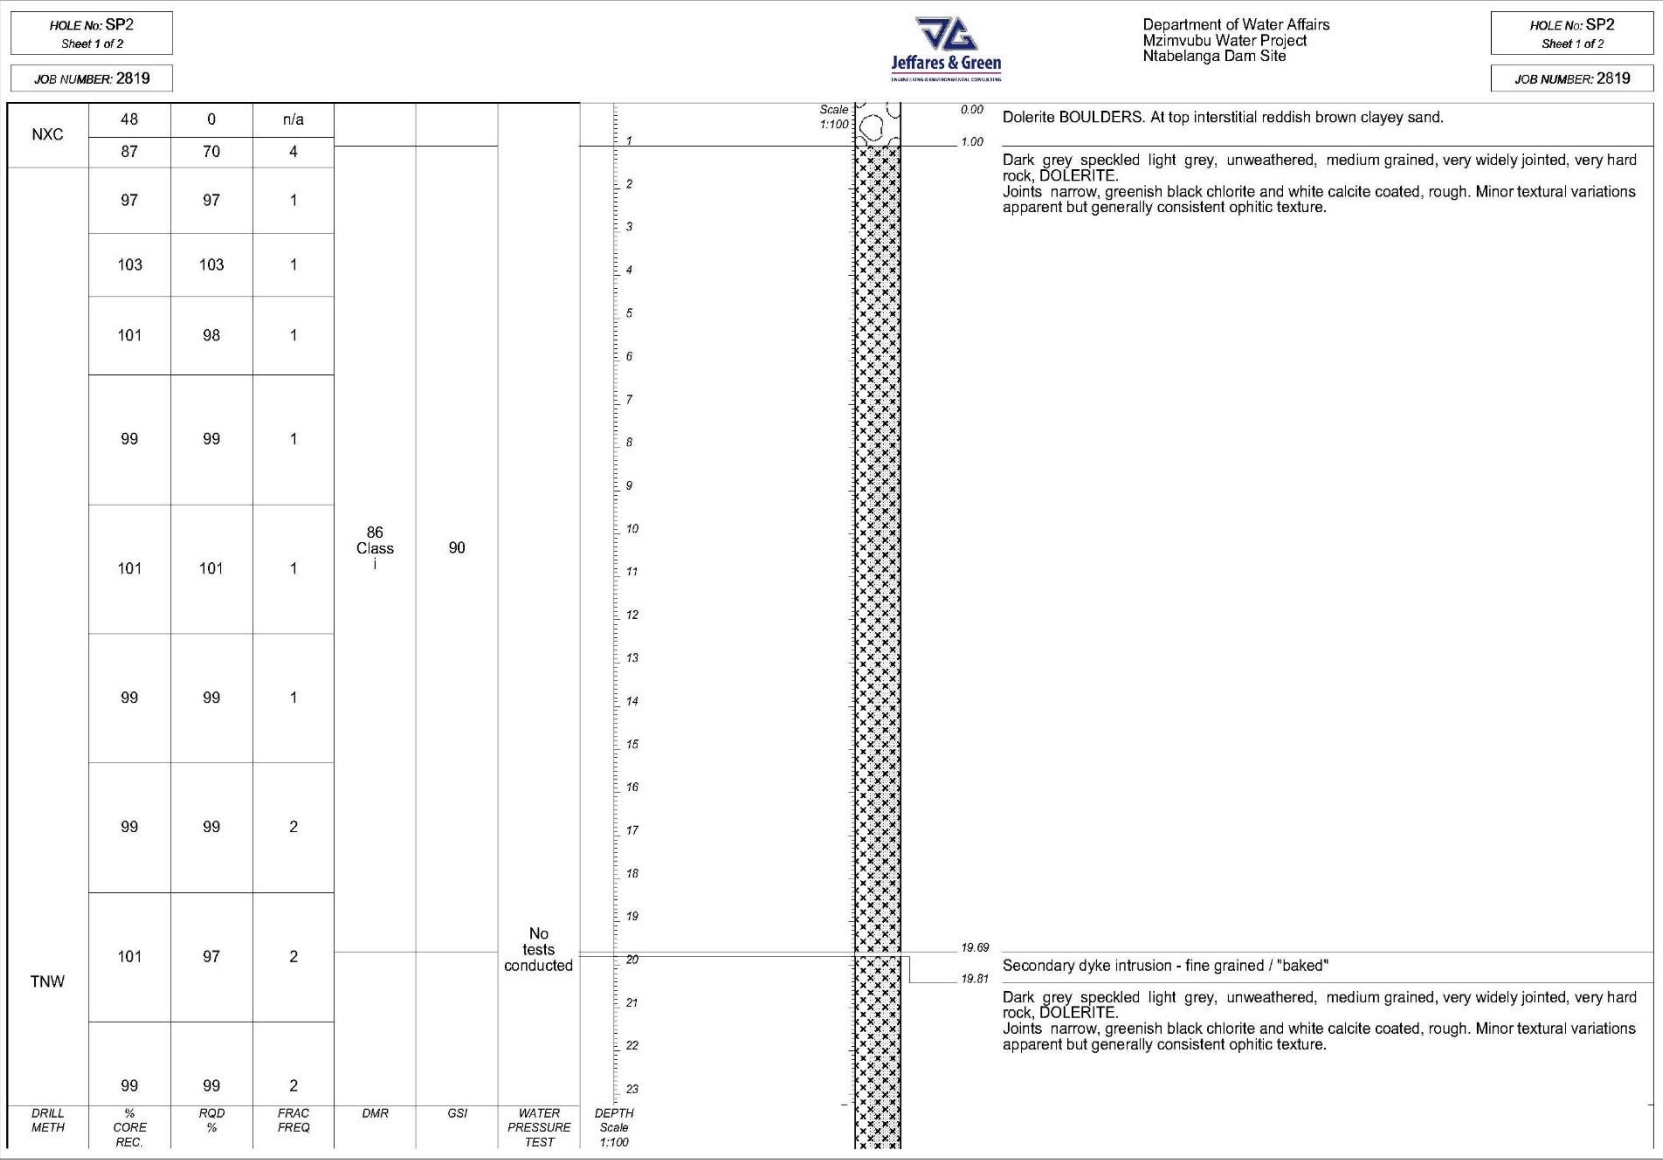 HOLE No: SP2
Sheet 1 of 2
JOB NUMBER: 2819
Jeffares & Green
ENGINEERING & ENVIRONMENTAL CONSULTING
Department of Water Affairs
Mzimvubu Water Project
Ntabelanga Dam Site
HOLE No: SP2
Sheet 1 of 2
JOB NUMBER: 2819
NXC
48 0 n/a
87 70 4
97 97 1
103 103 1
101 98 1
99 99 1
101 101 1
99 99 1
99 99 2
101 97 2
99 99 2
TNW
86
Class
i
90
No
tests
conducted
1
2
3
4
5
6
7
8
9
10
11
12
13
14
15
16
17
18
19
20
21
22
23
Scale
1:100
0.00
Dolerite BOULDERS. At top interstitial reddish brown clayey sand.
1.00
Dark grey speckled light grey, unweathered, medium grained, very widely jointed, very hard
rock, DOLERITE.
Joints narrow, greenish black chlorite and white calcite coated, rough. Minor textural variations
apparent but generally consistent ophitic texture.
19.69
Secondary dyke intrusion - fine grained / "baked"
19.81
Dark grey speckled light grey, unweathered, medium grained, very widely jointed, very hard
rock, DOLERITE.
Joints narrow, greenish black chlorite and white calcite coated, rough. Minor textural variations
apparent but generally consistent ophitic texture.
DRILL METH
% CORE REC.
RQD %
FRAC FREQ
DMR
GSI
WATER PRESSURE TEST
DEPTH Scale 1:100